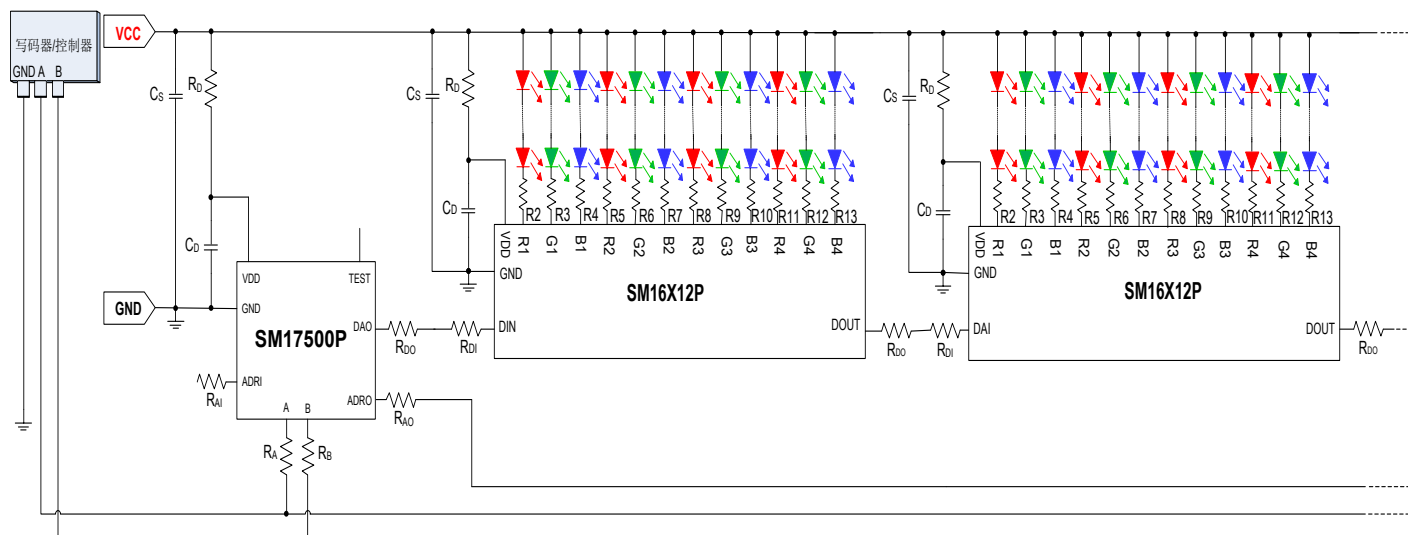 写码器/控制器
GND A B
VCC
CS
RD
CD
VDD
TEST
GND
GND
SM17500P
DAO
RDO
RDI
ADRI
RAI
ADRO
RAO
A
B
RA
RB
CS
RD
CD
R2 R3 R4 R5 R6 R7 R8 R9 R10 R11 R12 R13
VDD R1 G1 B1 R2 G2 B2 R3 G3 B3 R4 G4 B4
GND
SM16X12P
DIN
DOUT
RDO
RDI
CS
RD
CD
R2 R3 R4 R5 R6 R7 R8 R9 R10 R11 R12 R13
VDD R1 G1 B1 R2 G2 B2 R3 G3 B3 R4 G4 B4
GND
SM16X12P
DAI
DOUT
RDO